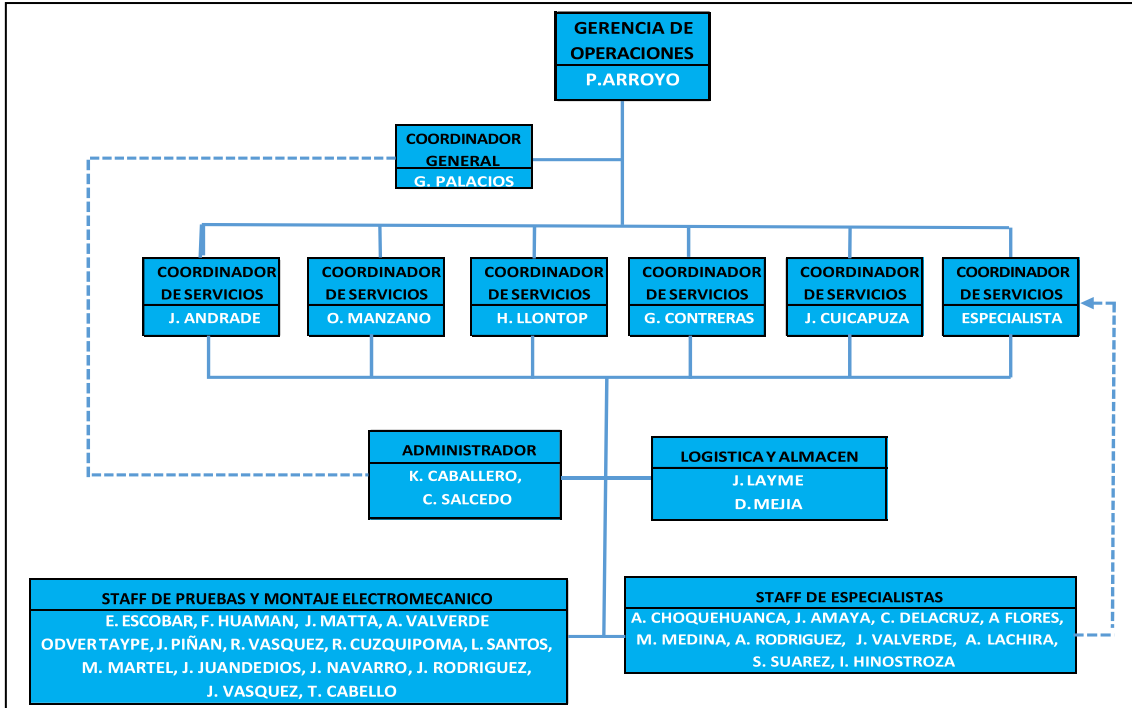 GERENCIA DE
OPERACIONES
P.ARROYO
COORDINADOR
GENERAL
G. PALACIOS
COORDINADOR
DE SERVICIOS
J. ANDRADE
COORDINADOR
DE SERVICIOS
O. MANZANO
COORDINADOR
DE SERVICIOS
H. LLONTOP
COORDINADOR
DE SERVICIOS
G. CONTRERAS
COORDINADOR
DE SERVICIOS
J. CUICAPUZA
COORDINADOR
DE SERVICIOS
ESPECIALISTA
ADMINISTRADOR
K. CABALLERO,
C. SALCEDO
LOGISTICA Y ALMACEN
J. LAYME
D. MEJIA
STAFF DE PRUEBAS Y MONTAJE ELECTROMECANICO
E. ESCOBAR, F. HUAMAN, J. MATTA, A. VALVERDE
ODVER TAYPE, J. PIÑAN, R. VASQUEZ, R. CUZQUIPOMA, L. SANTOS,
M. MARTEL, J. JUANDEDIOS, J. NAVARRO, J. RODRIGUEZ,
J. VASQUEZ, T. CABELLO
STAFF DE ESPECIALISTAS
A. CHOQUEHUANCA, J. AMAYA, C. DELACRUZ, A FLORES,
M. MEDINA, A. RODRIGUEZ, J. VALVERDE, A. LACHIRA,
S. SUAREZ, I. HINOSTROZA